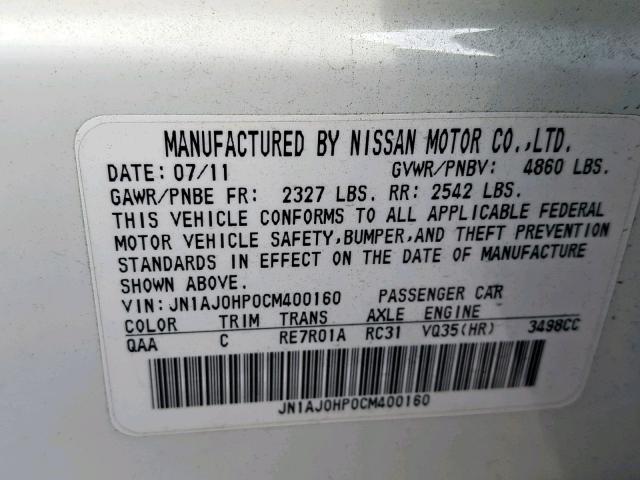 MANUFACTURED BY NISSAN MOTOR CO.,LTD.
DATE: 07/11 GVWR/PNBV: 4860 LBS.
GAWR/PNBE FR: 2327 LBS. RR: 2542 LBS.
THIS VEHICLE CONFORMS TO ALL APPLICABLE FEDERAL
MOTOR VEHICLE SAFETY,BUMPER,AND THEFT PREVENTION
STANDARDS IN EFFECT ON THE DATE OF MANUFACTURE
SHOWN ABOVE.
VIN: JN1AJ0HP0CM400160 PASSENGER CAR
COLOR TRIM TRANS AXLE ENGINE
QAA C RE7R01A RC31 VQ35(HR) 3498CC
JN1AJ0HP0CM400160